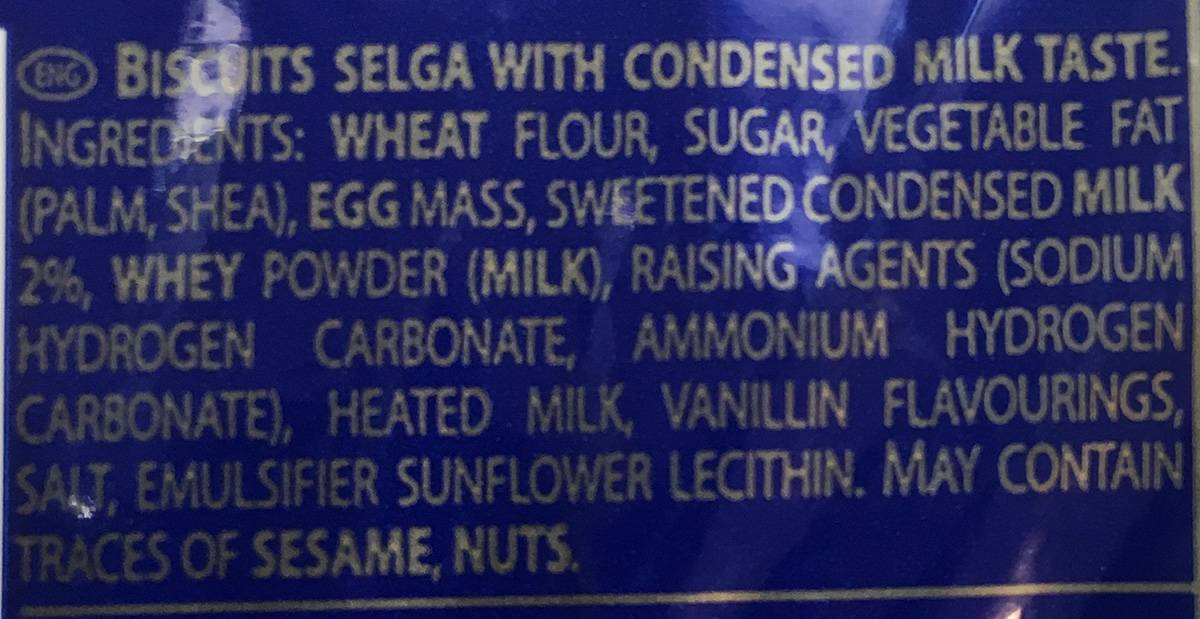 ENG BISCUITS SELGA WITH CONDENSED MILK TASTE.
INGREDIENTS: WHEAT FLOUR, SUGAR, VEGETABLE FAT
(PALM, SHEA), EGG MASS, SWEETENED CONDENSED MILK
2%, WHEY POWDER (MILK), RAISING AGENTS (SODIUM
HYDROGEN CARBONATE, AMMONIUM HYDROGEN
CARBONATE), HEATED MILK, VANILLIN FLAVOURINGS,
SALT, EMULSIFIER SUNFLOWER LECITHIN. MAY CONTAIN
TRACES OF SESAME, NUTS.